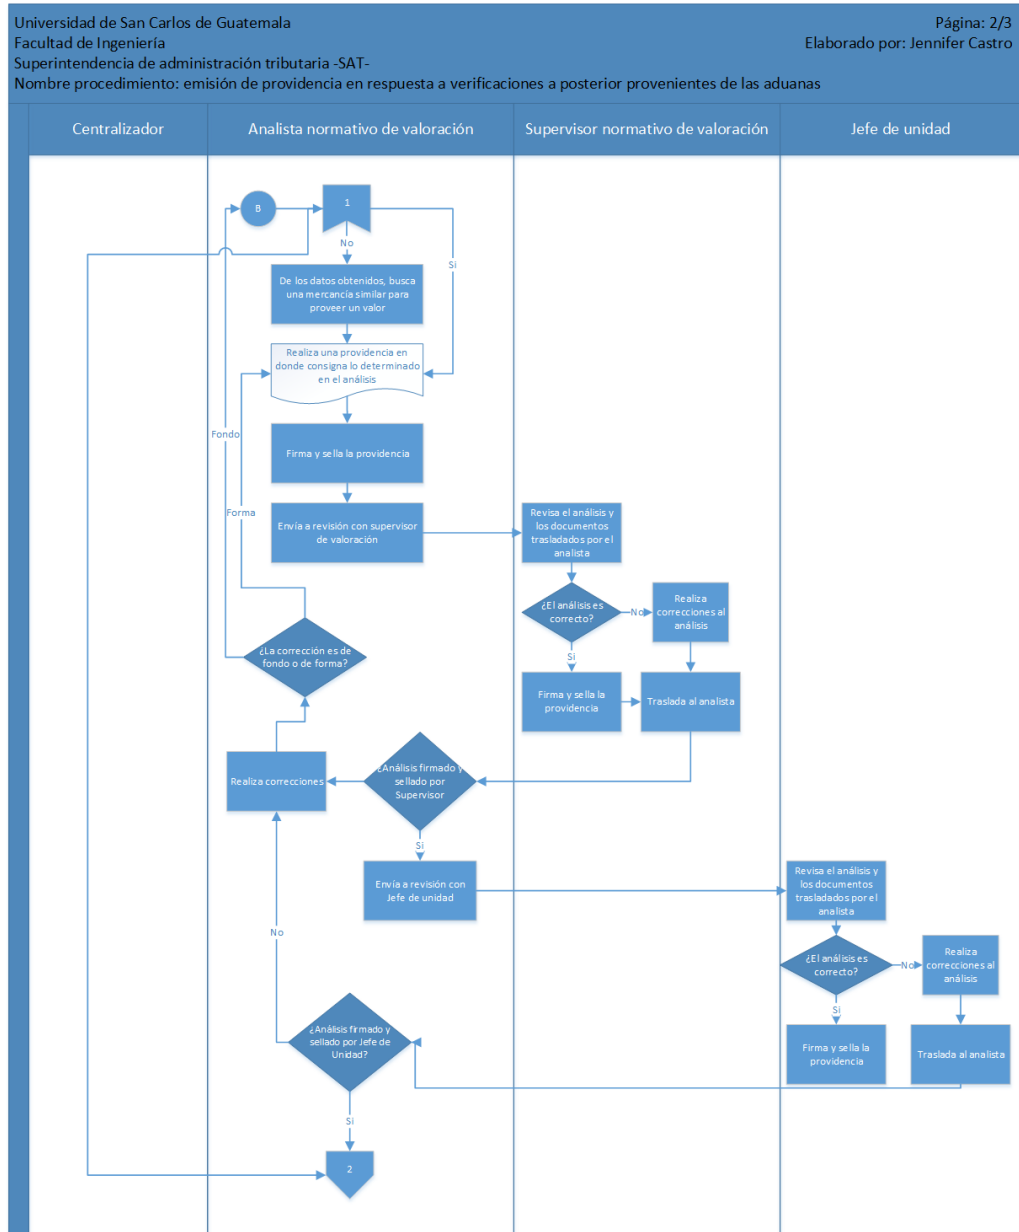 Universidad de San Carlos de Guatemala
Página: 2/3
Facultad de Ingeniería
Elaborado por: Jennifer Castro
Superintendencia de administración tributaria -SAT-
Nombre procedimiento: emisión de providencia en respuesta a verificaciones a posterior provenientes de las aduanas
Centralizador
Analista normativo de valoración
Supervisor normativo de valoración
Jefe de unidad
B
1
No
Si
De los datos obtenidos, busca
una mercancía similar para
proveer un valor
Realiza una providencia en
donde consigna lo determinado
en el análisis
Fondo
Firma y sella la providencia
Forma
Envía a revisión con supervisor
de valoración
Revisa el análisis y
los documentos
trasladados por el
analista
¿El análisis es
correcto?
No
Realiza
correcciones al
análisis
Si
Firma y sella la
providencia
Traslada al analista
¿La corrección es de
fondo o de forma?
Realiza correcciones
¿Análisis firmado y
sellado por
Supervisor
Si
Envía a revisión con
Jefe de unidad
Revisa el análisis y
los documentos
trasladados por el
analista
No
¿El análisis es
correcto?
No
Realiza
correcciones al
análisis
Si
Firma y sella la
providencia
Traslada al analista
¿Análisis firmado y
sellado por Jefe de
Unidad?
Si
2